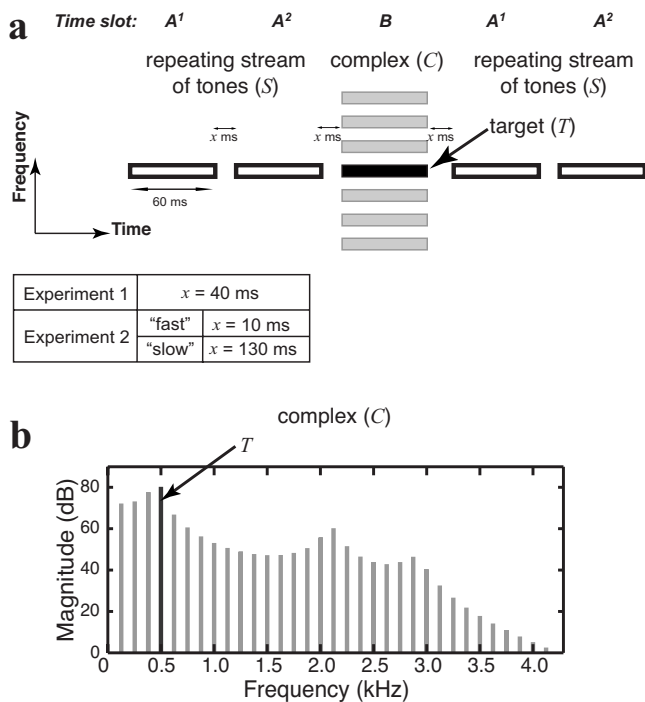 a
Time slot: A¹ A² B A¹ A²
repeating stream
of tones (S)
complex (C)
repeating stream
of tones (S)
target (T)
x ms
x ms
x ms
Frequency
60 ms
Time
Experiment 1 x = 40 ms
Experiment 2 “fast” x = 10 ms
“slow” x = 130 ms
b
complex (C)
T
Magnitude (dB)
80
60
40
20
0
0 0.5 1.0 1.5 2.0 2.5 3.0 3.5 4.0
Frequency (kHz)